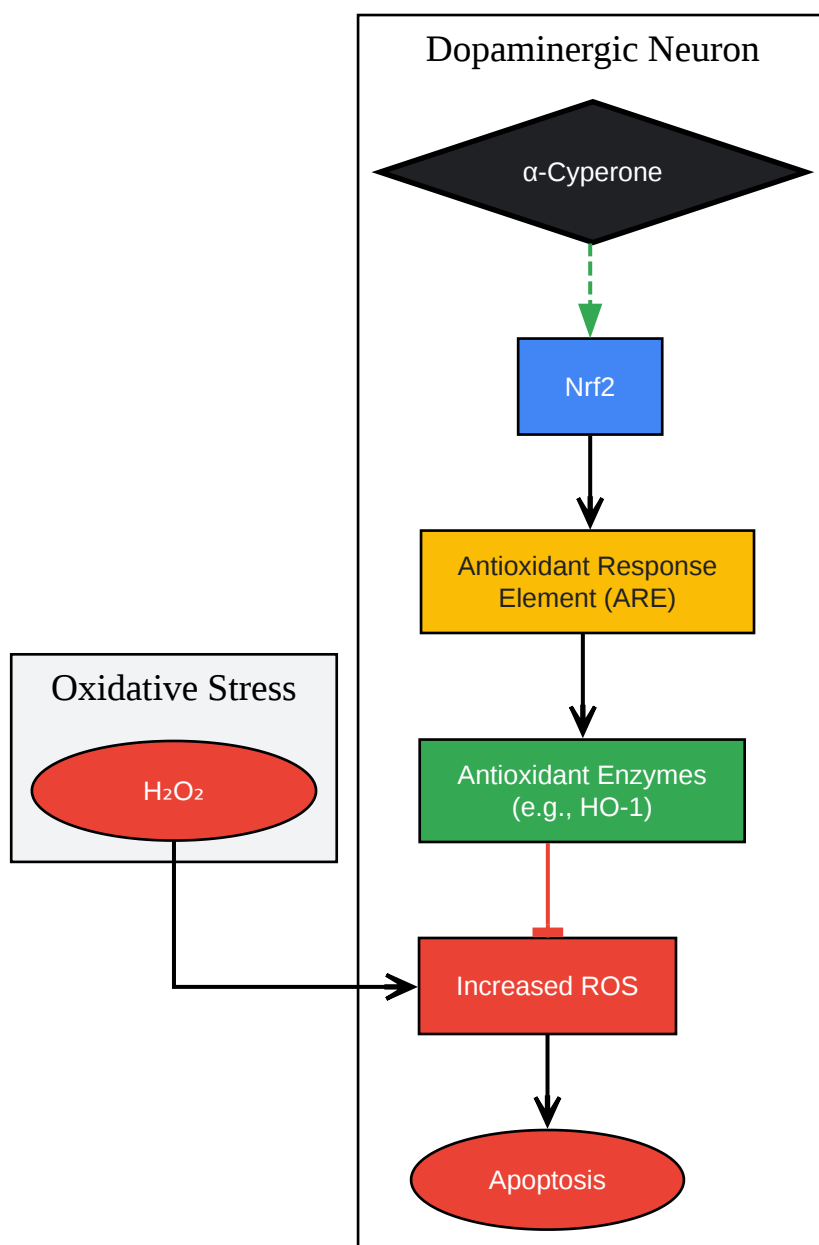 Dopaminergic Neuron
α-Cyperone
Nrf2
Antioxidant Response
Element (ARE)
Oxidative Stress
H₂O₂
Antioxidant Enzymes
(e.g., HO-1)
Increased ROS
Apoptosis